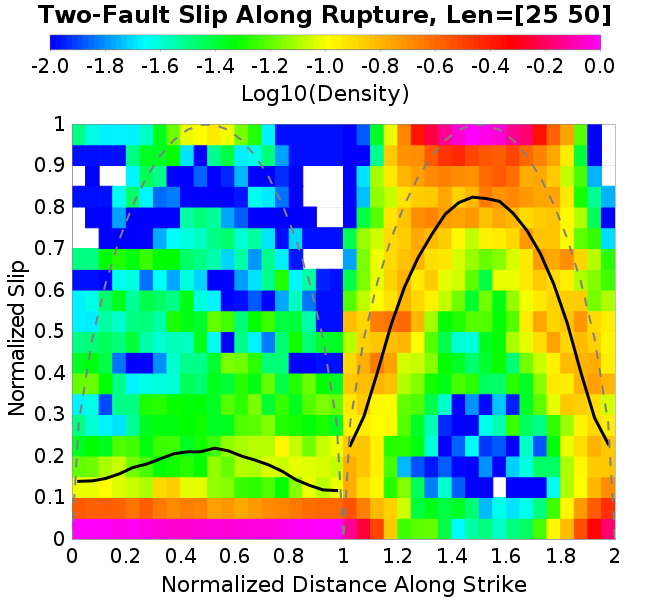 Two-Fault Slip Along Rupture, Len=[25 50]
-2.0 -1.8 -1.6 -1.4 -1.2 -1.0 -0.8 -0.6 -0.4 -0.2 0.0
Log10(Density)
1
0.9
0.8
0.7
0.6
0.5
0.4
0.3
0.2
0.1
0
Normalized Slip
0 0.2 0.4 0.6 0.8 1 1.2 1.4 1.6 1.8 2
Normalized Distance Along Strike